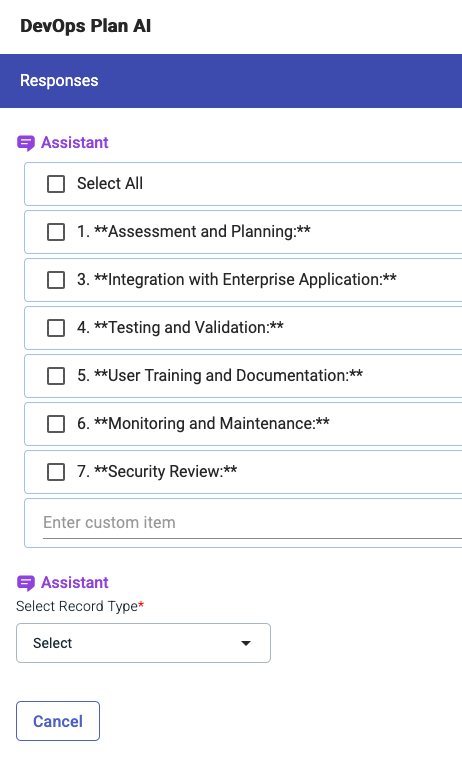 DevOps Plan AI
Responses
Assistant
Select All
1. **Assessment and Planning:**
3. **Integration with Enterprise Application:**
4. **Testing and Validation:**
5. **User Training and Documentation:**
6. **Monitoring and Maintenance:**
7. **Security Review:**
Enter custom item
Assistant
Select Record Type*
Select
Cancel